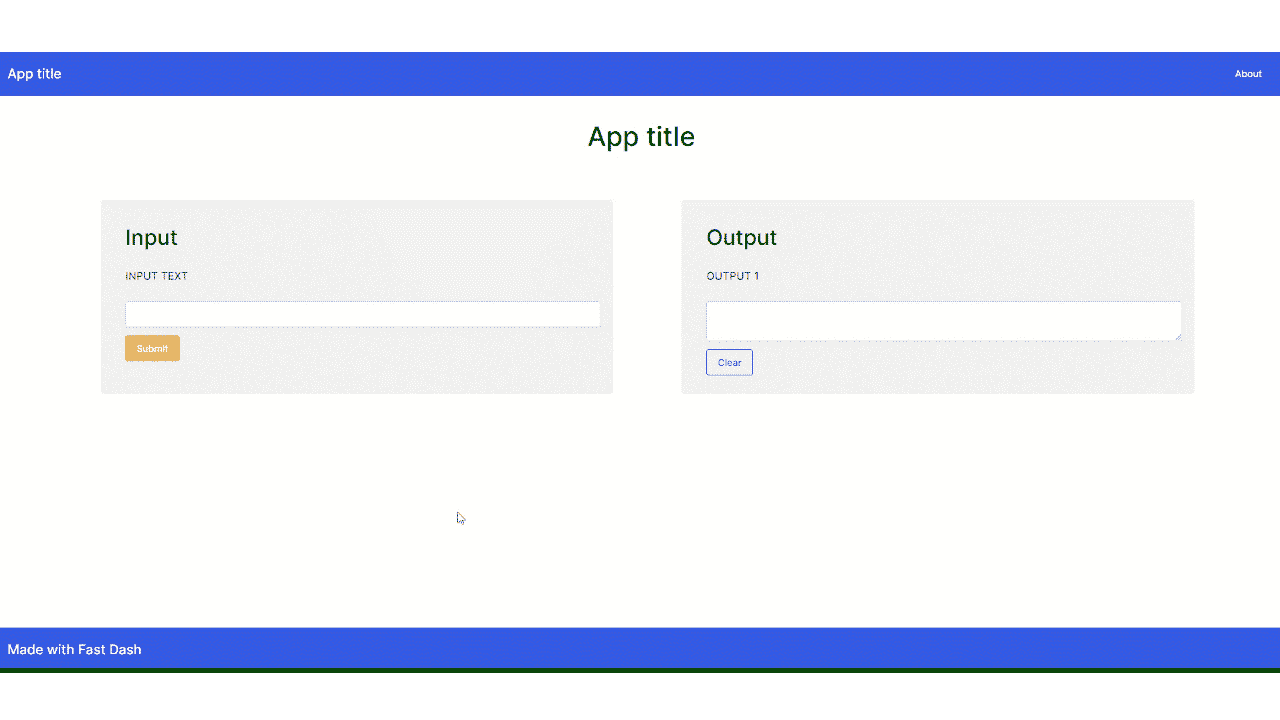 App title
About
App title
Input
INPUT TEXT
Submit
Output
OUTPUT 1
Clear
Made with Fast Dash